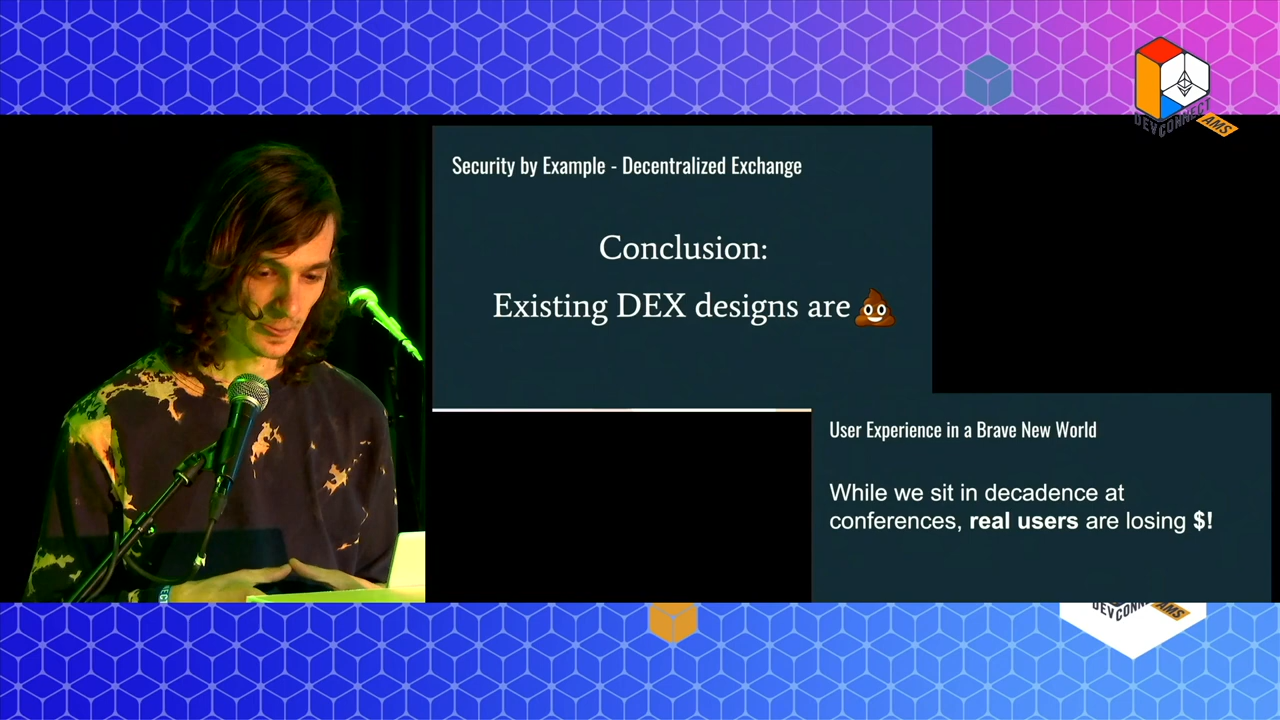 DEVCONNECT
AMS
Security by Example - Decentralized Exchange
Conclusion:
Existing DEX designs are
User Experience in a Brave New World
While we sit in decadence at
conferences, real users are losing $!
AMS